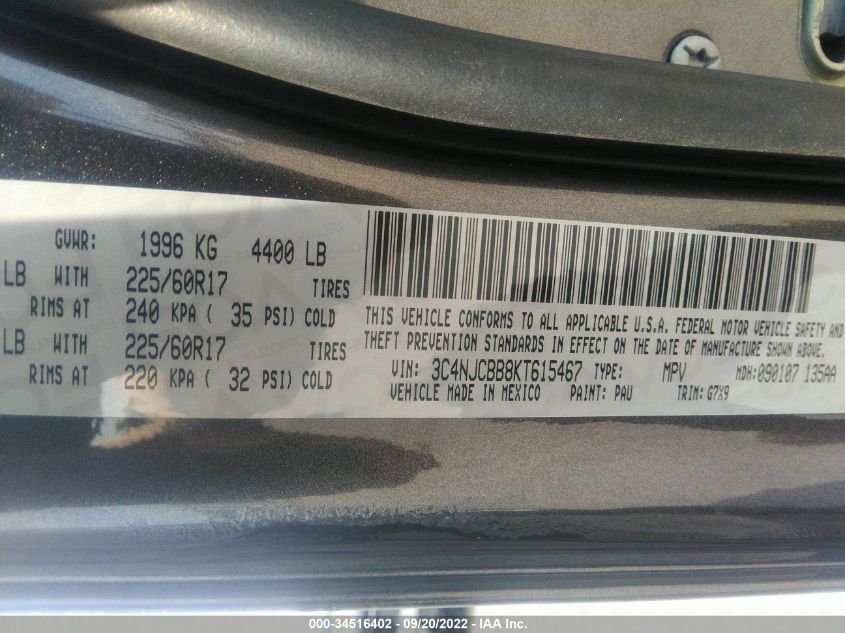 GVWR: 1996 KG 4400 LB
LB WITH 225/60R17 TIRES
RIMS AT 240 KPA ( 35 PSI) COLD
LB WITH 225/60R17 TIRES
RIMS AT 220 KPA ( 32 PSI) COLD
THIS VEHICLE CONFORMS TO ALL APPLICABLE U.S.A. FEDERAL MOTOR VEHICLE SAFETY AND
THEFT PREVENTION STANDARDS IN EFFECT ON THE DATE OF MANUFACTURE SHOWN ABOVE.
VIN: 3C4NJCBB8KT615467 TYPE: MPV MDH:090107 135AA
VEHICLE MADE IN MEXICO PAINT: PAU TRIM: G7X9
000-34516402 - 09/20/2022 - IAA Inc.